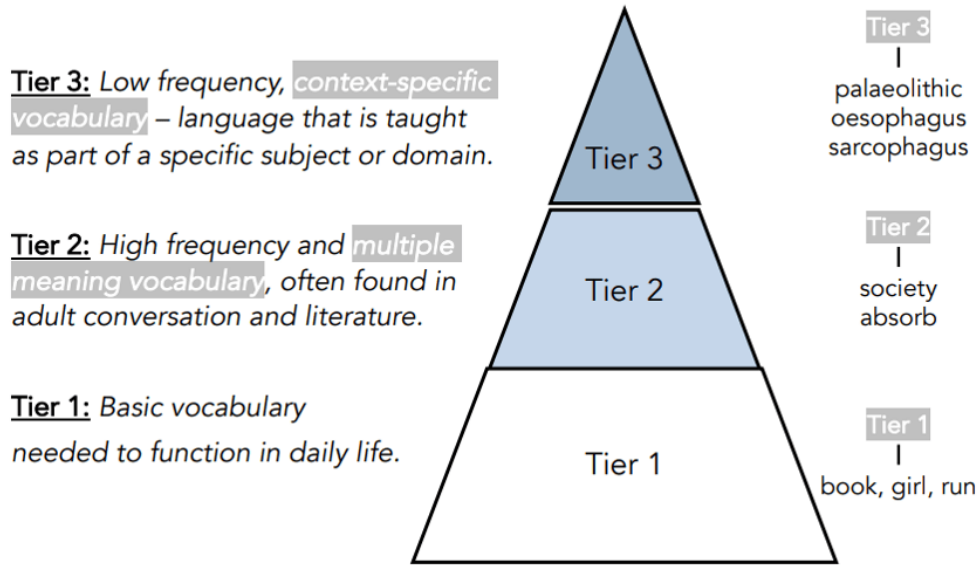 Tier 3: Low frequency, context-specific
vocabulary – language that is taught
as part of a specific subject or domain.
Tier 2: High frequency and multiple
meaning vocabulary, often found in
adult conversation and literature.
Tier 1: Basic vocabulary
needed to function in daily life.
Tier 3
Tier 2
Tier 1
Tier 3
palaeolithic
oesophagus
sarcophagus
Tier 2
society
absorb
Tier 1
book, girl, run